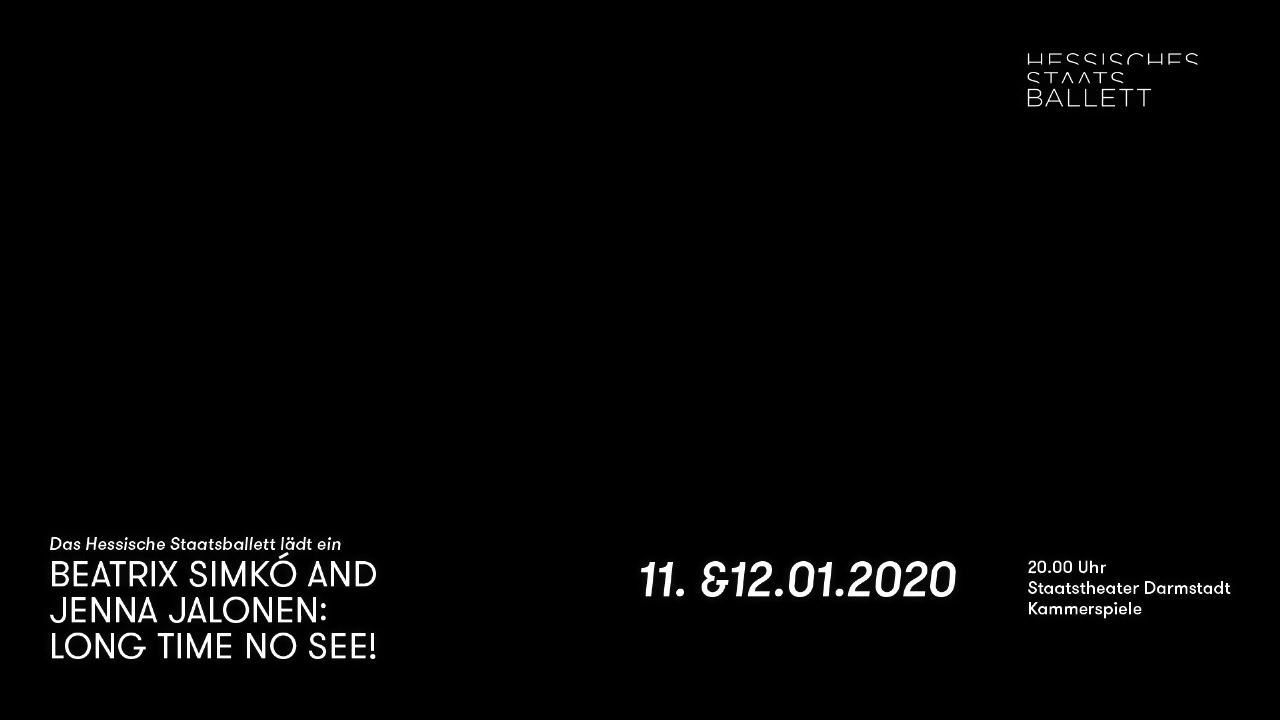 HESSISCHES
STAATS
BALLETT
Das Hessische Staatsballett lädt ein
BEATRIX SIMKÓ AND
JENNA JALONEN:
LONG TIME NO SEE!
11. &12.01.2020
20.00 Uhr
Staatstheater Darmstadt
Kammerspiele